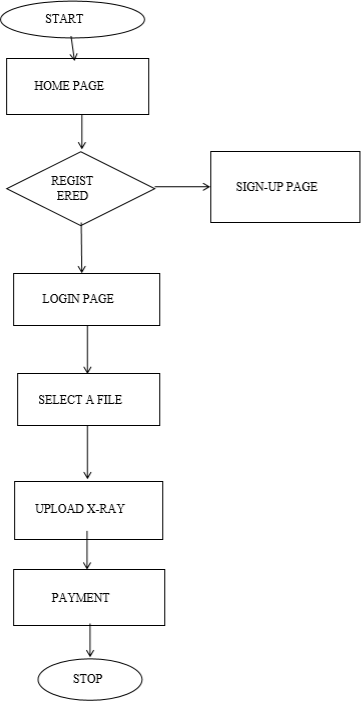 START
HOME PAGE
REGIST
ERED
SIGN-UP PAGE
LOGIN PAGE
SELECT A FILE
UPLOAD X-RAY
PAYMENT
STOP